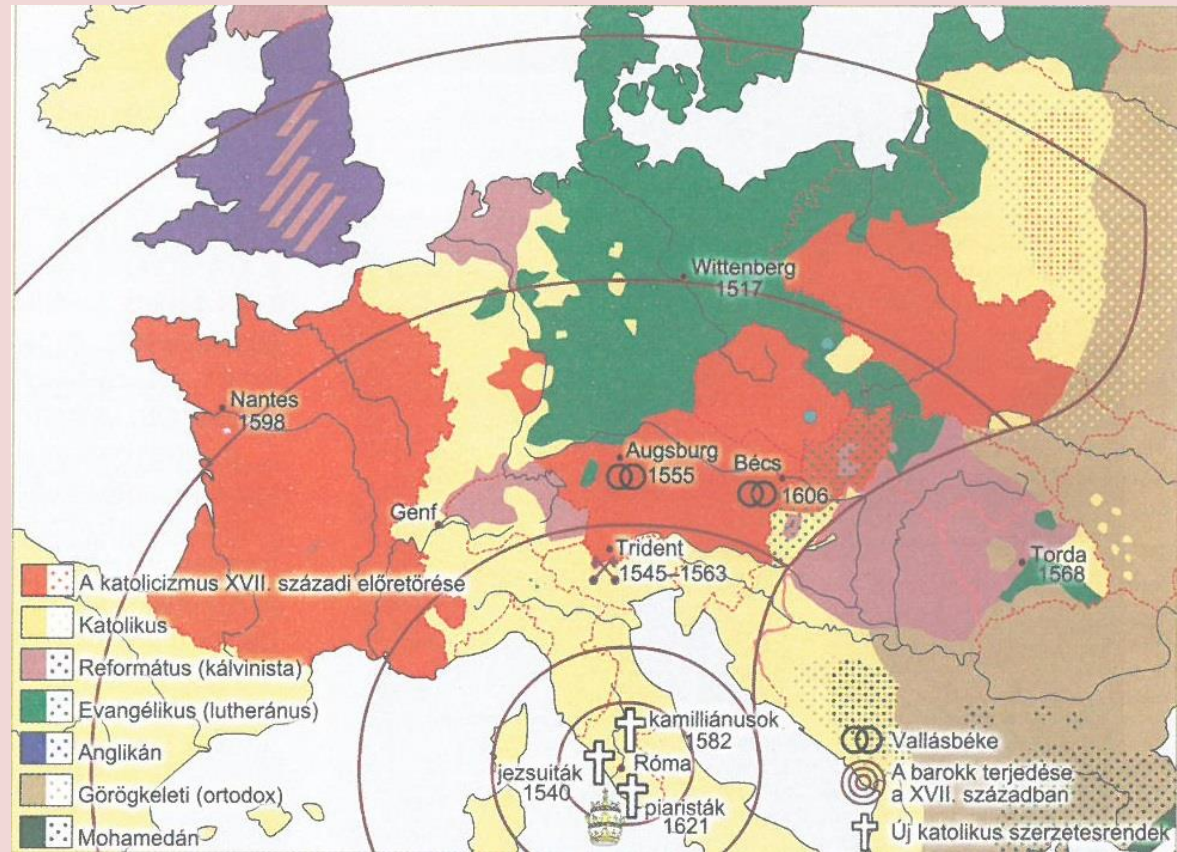 Wittenberg
1517
Nantes
1598
Augsburg
1555
Bécs
1606
Genf
Trident
1545–1563
Torda
1568
kamilliánusok
1582
jezsuiták
1540
Róma
piaristák
1621
A katolicizmus XVII. századi előretörése
Katolikus
Református (kálvinista)
Evangélikus (lutheránus)
Anglikán
Görögkeleti (ortodox)
Mohamedán
Vallásbéke
A barokk terjedése
a XVII. században
Új katolikus szerzetesrendek